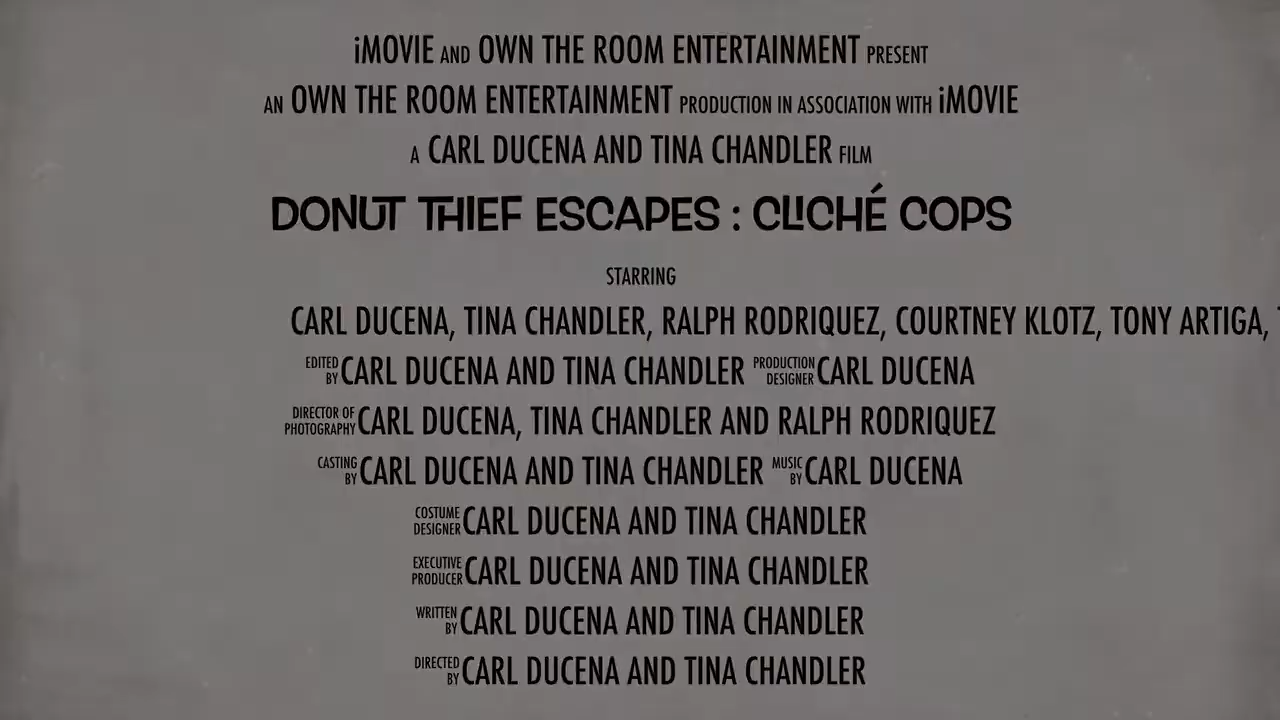 iMOVIE AND OWN THE ROOM ENTERTAINMENT PRESENT
AN OWN THE ROOM ENTERTAINMENT PRODUCTION IN ASSOCIATION WITH iMOVIE
A CARL DUCENA AND TINA CHANDLER FILM
DONUT THIEF ESCAPES : CLICHÉ COPS
STARRING
CARL DUCENA, TINA CHANDLER, RALPH RODRIQUEZ, COURTNEY KLOTZ, TONY ARTIGA,
EDITED BY CARL DUCENA AND TINA CHANDLER PRODUCTION DESIGNER CARL DUCENA
DIRECTOR OF PHOTOGRAPHY CARL DUCENA, TINA CHANDLER AND RALPH RODRIQUEZ
CASTING BY CARL DUCENA AND TINA CHANDLER MUSIC BY CARL DUCENA
COSTUME DESIGNER CARL DUCENA AND TINA CHANDLER
EXECUTIVE PRODUCER CARL DUCENA AND TINA CHANDLER
WRITTEN BY CARL DUCENA AND TINA CHANDLER
DIRECTED BY CARL DUCENA AND TINA CHANDLER